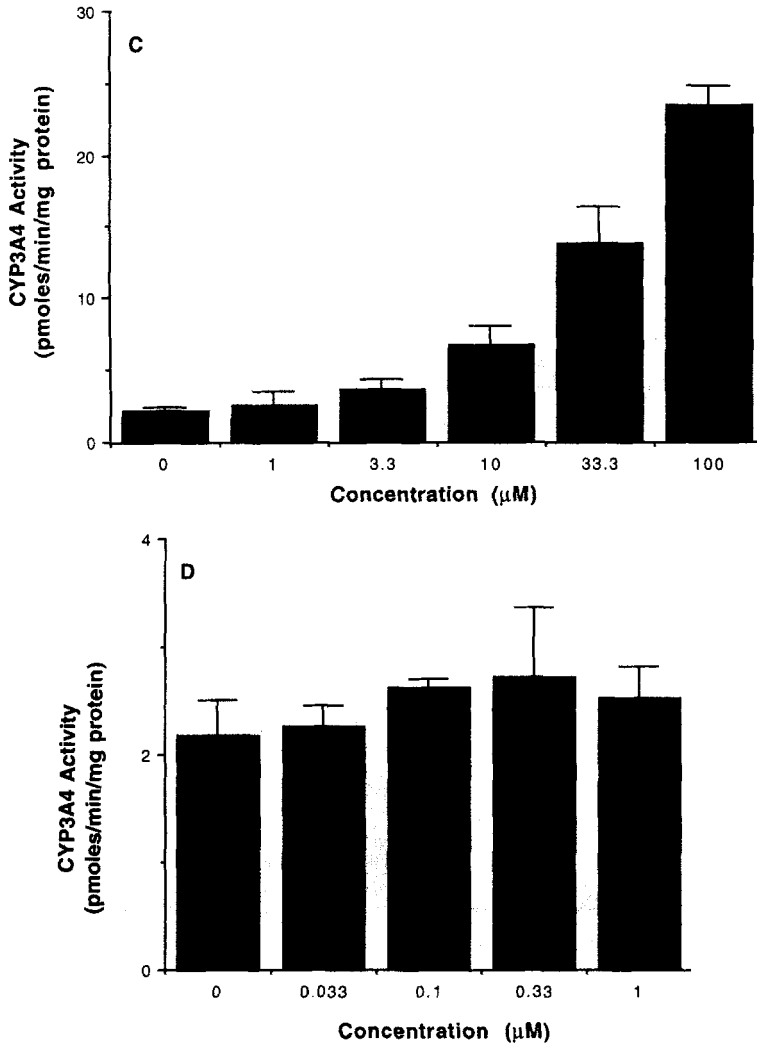 C
30
20
10
0
CYP3A4 Activity
(pmoles/min/mg protein)
0 1 3.3 10 33.3 100
Concentration (μM)
D
4
2
0
CYP3A4 Activity
(pmoles/min/mg protein)
0 0.033 0.1 0.33 1
Concentration (μM)